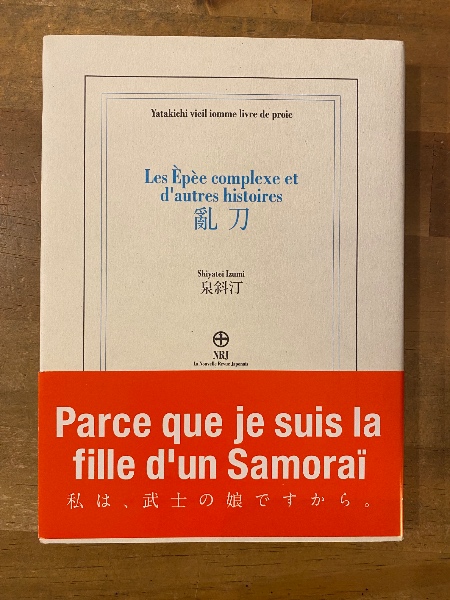 Yatakichi vieil iomme livre de proie
Les Èpèe complexe et
d'autres histoires
亂 刀
Shiyatei Izumi
泉斜汀
NRJ
La Nouvelle Revue Japonais
Parce que je suis la
fille d'un Samoraï
私は、武士の娘ですから。